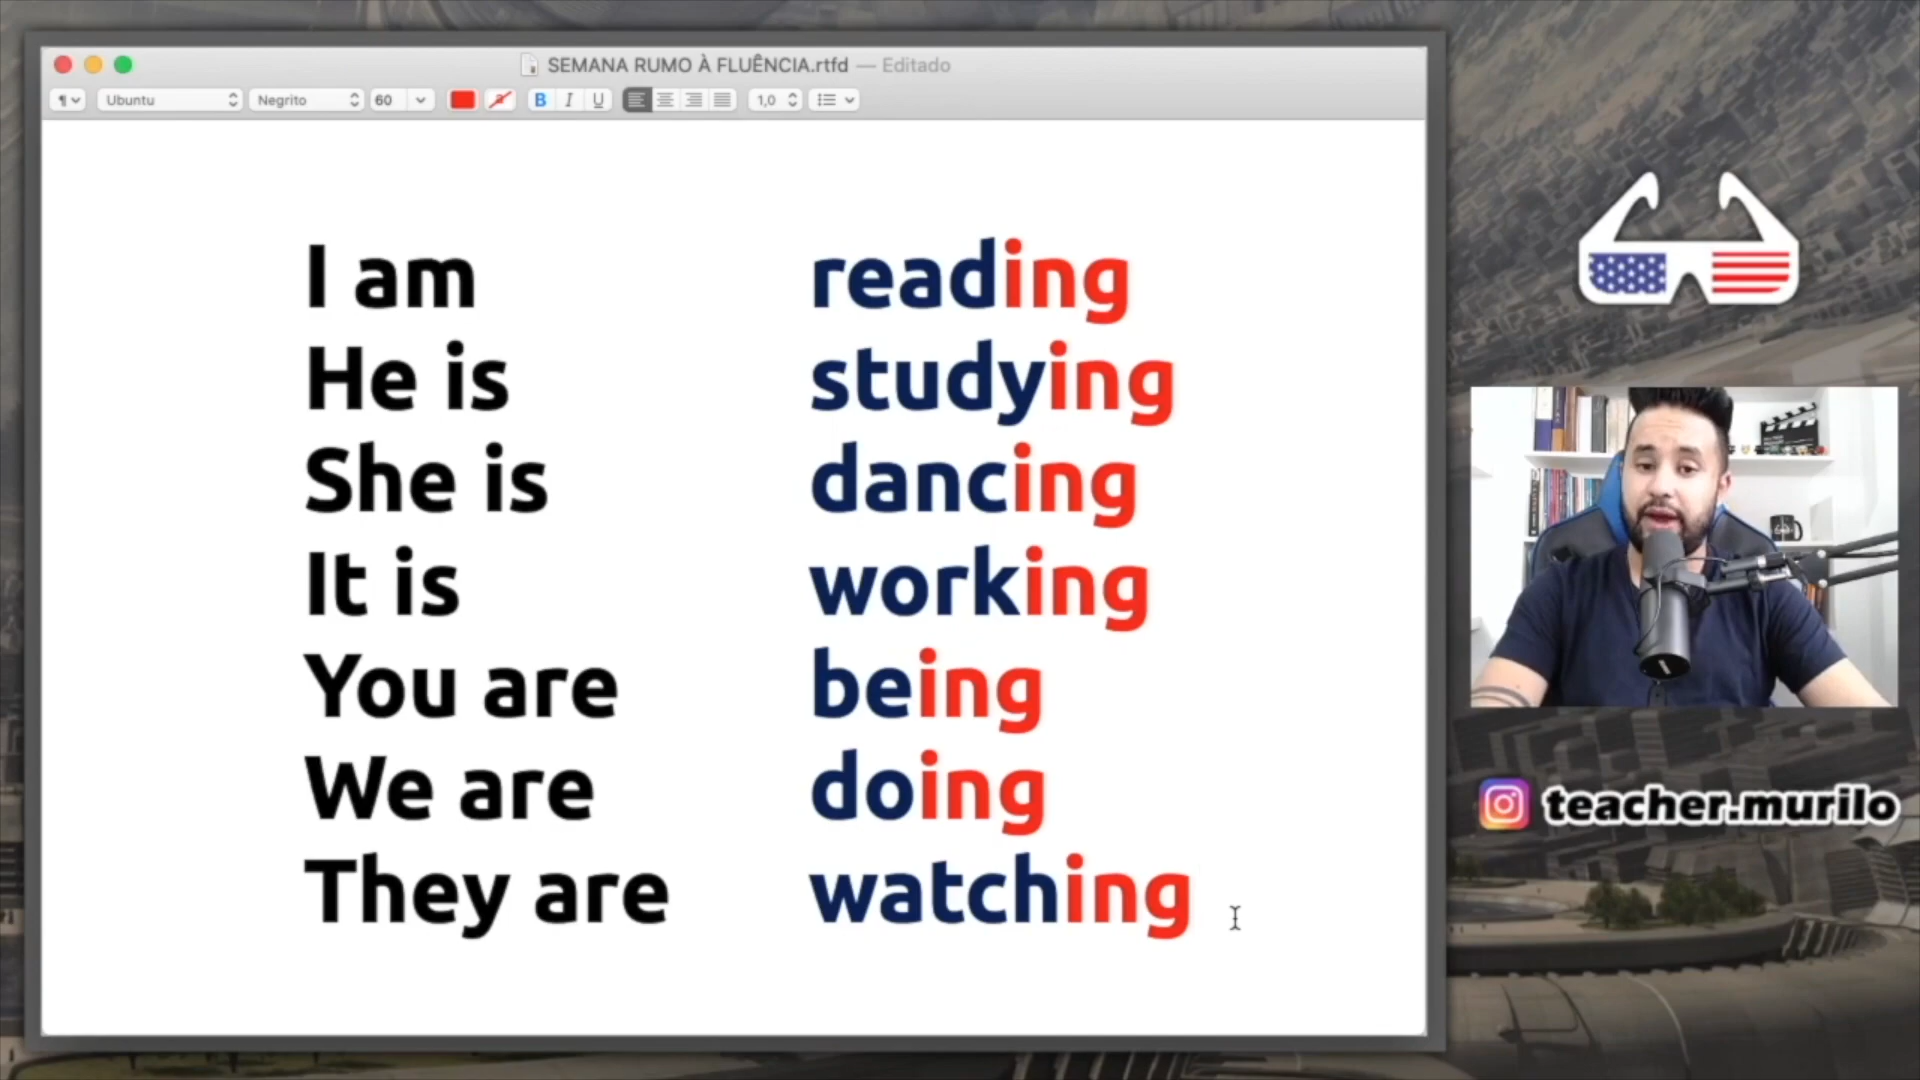 SEMANA RUMO À FLUÊNCIA.rtfd — Editado
¶ Ubuntu Negrito 60 a B I U 1,0
I am reading
He is studying
She is dancing
It is working
You are being
We are doing
They are watching
teacher.murilo